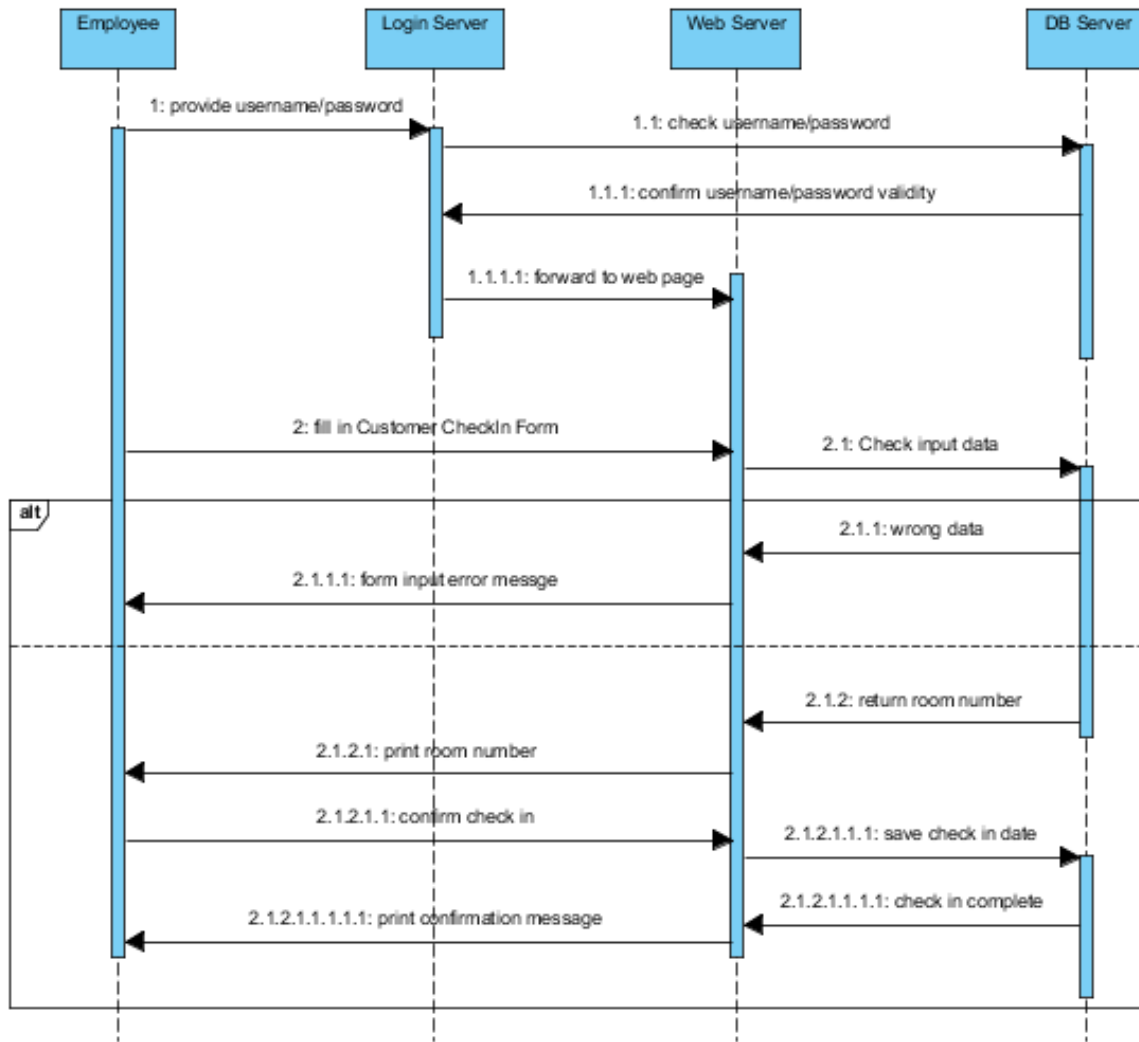 Employee
Login Server
Web Server
DB Server
1: provide username/password
1.1: check username/password
1.1.1: confirm username/password validity
1.1.1.1: forward to web page
2: fill in Customer CheckIn Form
2.1: Check input data
alt
2.1.1: wrong data
2.1.1.1: form input error messge
2.1.2: return room number
2.1.2.1: print room number
2.1.2.1.1: confirm check in
2.1.2.1.1.1: save check in date
2.1.2.1.1.1.1: check in complete
2.1.2.1.1.1.1.1: print confirmation message